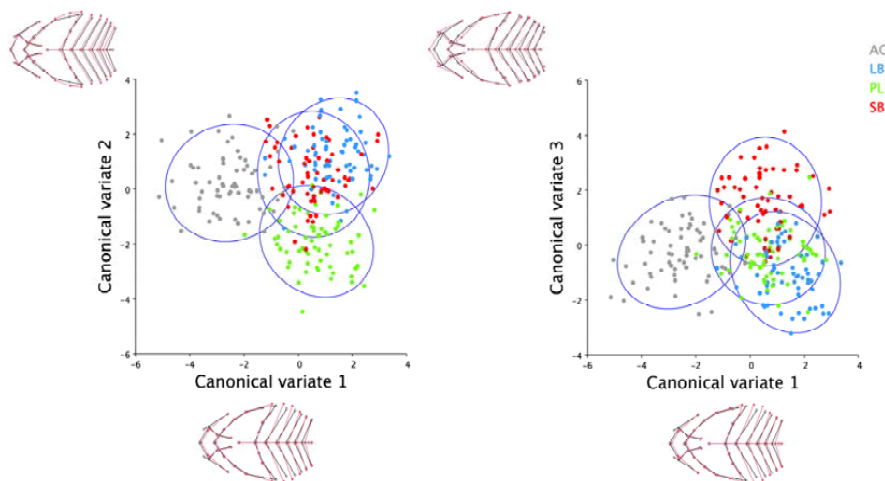 AC
LB
PL
SB
4
2
0
-2
-4
-6
Canonical variate 2
-6 -4 -2 0 2 4
Canonical variate 1
6
4
2
0
-2
-4
Canonical variate 3
-6 -4 -2 0 2 4
Canonical variate 1